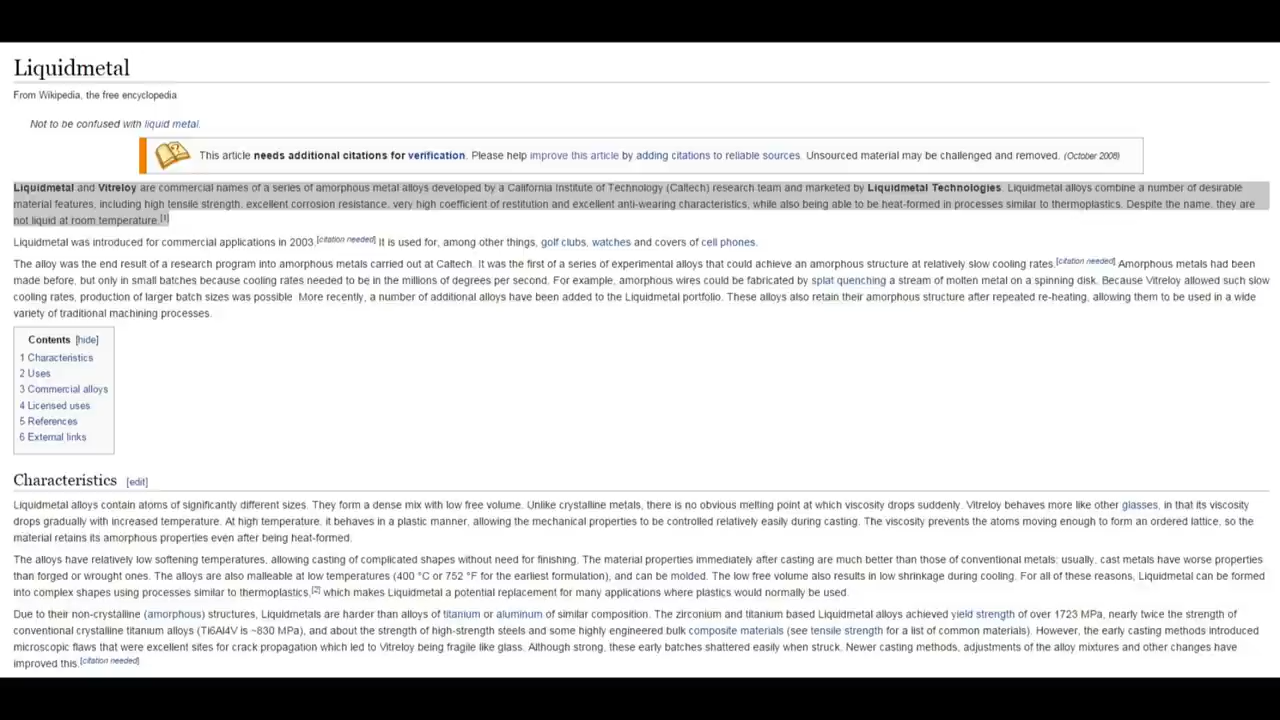 Liquidmetal
From Wikipedia, the free encyclopedia
Not to be confused with liquid metal.
This article needs additional citations for verification. Please help improve this article by adding citations to reliable sources. Unsourced material may be challenged and removed. (October 2008)
Liquidmetal and Vitreloy are commercial names of a series of amorphous metal alloys developed by a California Institute of Technology (Caltech) research team and marketed by Liquidmetal Technologies. Liquidmetal alloys combine a number of desirable
material features, including high tensile strength, excellent corrosion resistance, very high coefficient of restitution and excellent anti-wearing characteristics, while also being able to be heat-formed in processes similar to thermoplastics. Despite the name, they are
not liquid at room temperature.[1]
Liquidmetal was introduced for commercial applications in 2003.[citation needed] It is used for, among other things, golf clubs, watches and covers of cell phones.
The alloy was the end result of a research program into amorphous metals carried out at Caltech. It was the first of a series of experimental alloys that could achieve an amorphous structure at relatively slow cooling rates.[citation needed] Amorphous metals had been
made before, but only in small batches because cooling rates needed to be in the millions of degrees per second. For example, amorphous wires could be fabricated by splat quenching a stream of molten metal on a spinning disk. Because Vitreloy allowed such slow
cooling rates, production of larger batch sizes was possible  More recently, a number of additional alloys have been added to the Liquidmetal portfolio. These alloys also retain their amorphous structure after repeated re-heating, allowing them to be used in a wide
variety of traditional machining processes.
Contents [hide]
1 Characteristics
2 Uses
3 Commercial alloys
4 Licensed uses
5 References
6 External links
Characteristics [edit]
Liquidmetal alloys contain atoms of significantly different sizes. They form a dense mix with low free volume. Unlike crystalline metals, there is no obvious melting point at which viscosity drops suddenly. Vitreloy behaves more like other glasses, in that its viscosity
drops gradually with increased temperature. At high temperature, it behaves in a plastic manner, allowing the mechanical properties to be controlled relatively easily during casting. The viscosity prevents the atoms moving enough to form an ordered lattice, so the
material retains its amorphous properties even after being heat-formed.
The alloys have relatively low softening temperatures, allowing casting of complicated shapes without need for finishing. The material properties immediately after casting are much better than those of conventional metals; usually, cast metals have worse properties
than forged or wrought ones. The alloys are also malleable at low temperatures (400 °C or 752 °F for the earliest formulation), and can be molded. The low free volume also results in low shrinkage during cooling. For all of these reasons, Liquidmetal can be formed
into complex shapes using processes similar to thermoplastics,[2] which makes Liquidmetal a potential replacement for many applications where plastics would normally be used.
Due to their non-crystalline (amorphous) structures, Liquidmetals are harder than alloys of titanium or aluminum of similar composition. The zirconium and titanium based Liquidmetal alloys achieved yield strength of over 1723 MPa, nearly twice the strength of
conventional crystalline titanium alloys (Ti6Al4V is ~830 MPa), and about the strength of high-strength steels and some highly engineered bulk composite materials (see tensile strength for a list of common materials). However, the early casting methods introduced
microscopic flaws that were excellent sites for crack propagation which led to Vitreloy being fragile like glass. Although strong, these early batches shattered easily when struck. Newer casting methods, adjustments of the alloy mixtures and other changes have
improved this.[citation needed]